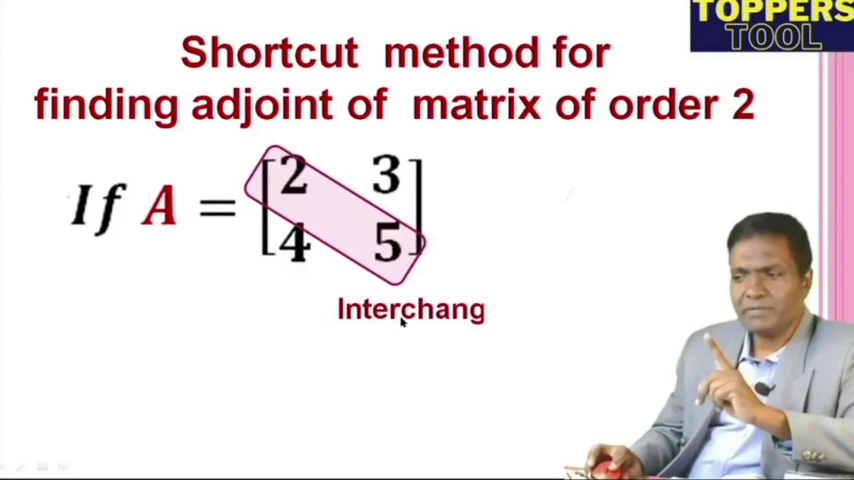 TOPPERS
TOOL
Shortcut method for
finding adjoint of matrix of order 2
If A = [2 3
4 5]
Interchang